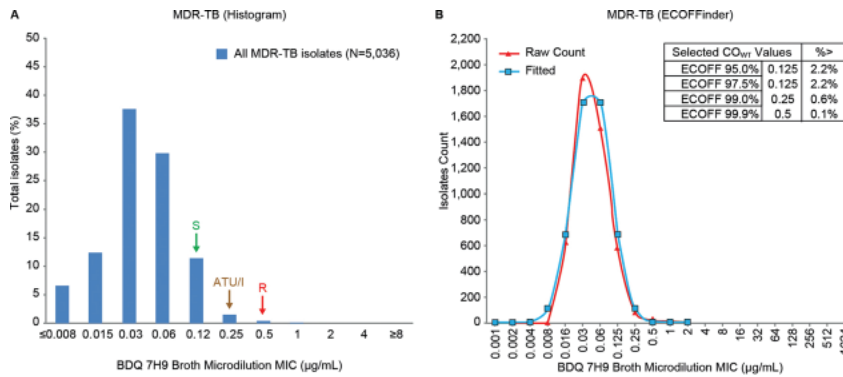 A
MDR-TB (Histogram)
Total isolates (%)
50
45
40
35
30
25
20
15
10
5
0
All MDR-TB isolates (N=5,036)
S
ATU/I
R
≤0.008 0.015 0.03 0.06 0.12 0.25 0.5 1 2 4 ≥8
BDQ 7H9 Broth Microdilution MIC (µg/mL)
B
MDR-TB (ECOFFinder)
Isolates Count
2,200
2,000
1,800
1,600
1,400
1,200
1,000
800
600
400
200
0
Raw Count
Fitted
Selected COWT Values %>
ECOFF 95.0% 0.125 2.2%
ECOFF 97.5% 0.125 2.2%
ECOFF 99.0% 0.25 0.6%
ECOFF 99.9% 0.5 0.1%
0.001 0.002 0.004 0.008 0.016 0.03 0.06 0.125 0.25 0.5 1 2 4 8 16 32 64 128 256 512
BDQ 7H9 Broth Microdilution MIC (µg/mL)